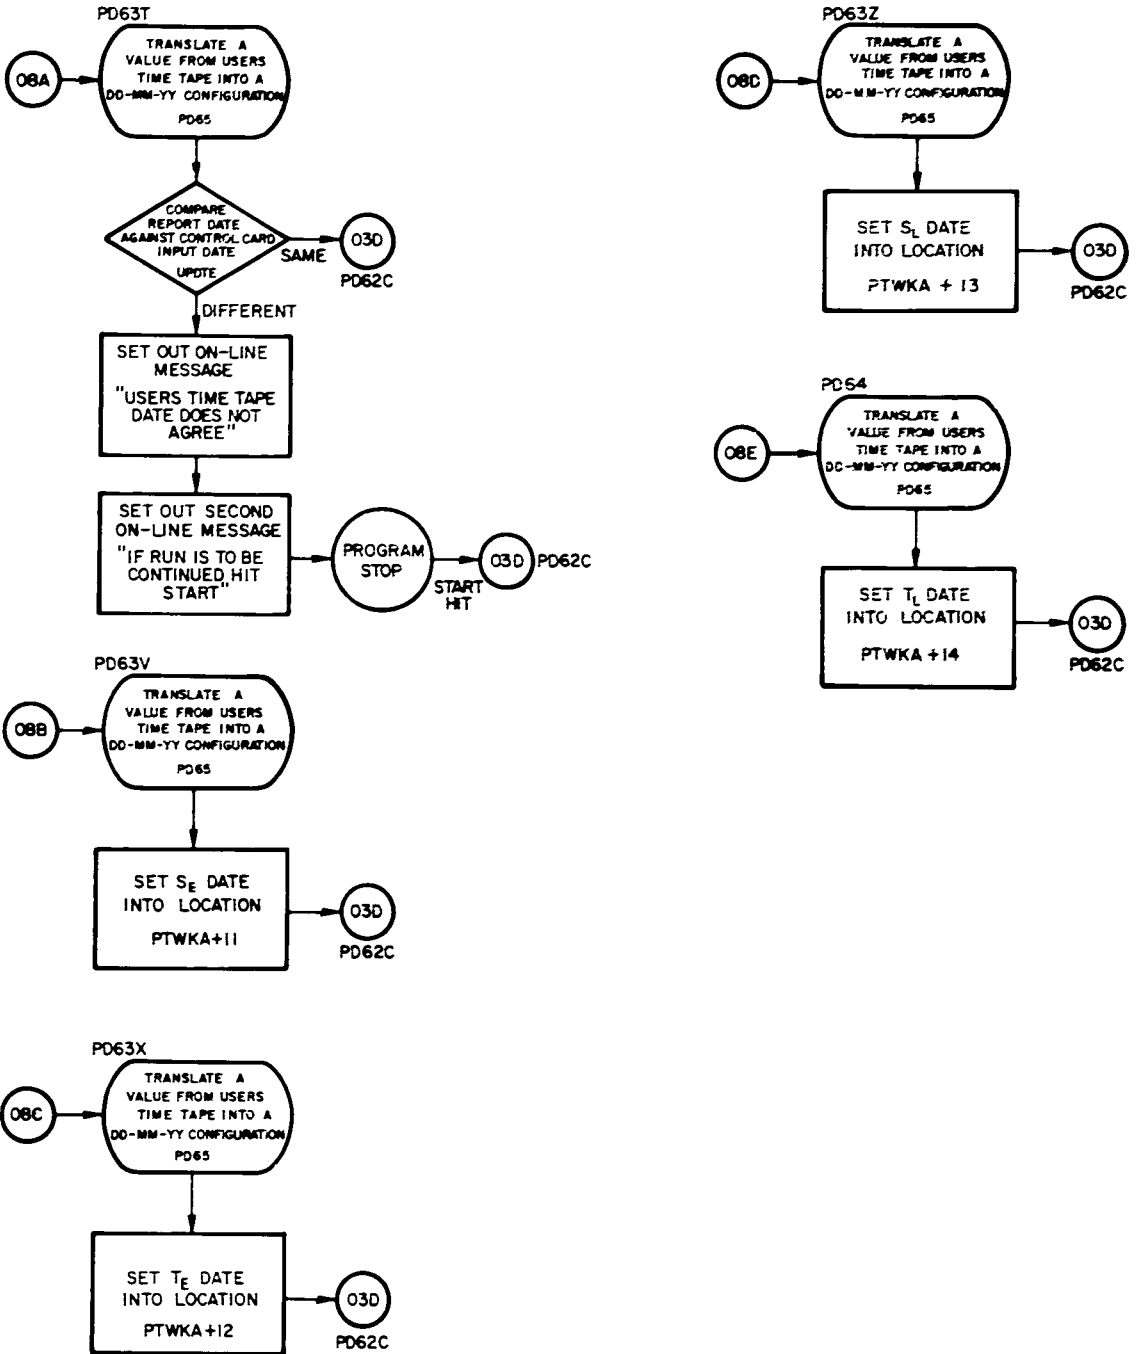 PD63T
08A
TRANSLATE A
VALUE FROM USERS
TIME TAPE INTO A
DD-MM-YY CONFIGURATION
PD65
COMPARE
REPORT DATE
AGAINST CONTROL CARD
INPUT DATE
UPDTE
SAME
03D
PD62C
DIFFERENT
SET OUT ON-LINE
MESSAGE
"USERS TIME TAPE
DATE DOES NOT
AGREE"
SET OUT SECOND
ON-LINE MESSAGE
"IF RUN IS TO BE
CONTINUED HIT
START"
PROGRAM
STOP
START
HIT
03D
PD62C
PD63V
08B
TRANSLATE A
VALUE FROM USERS
TIME TAPE INTO A
DD-MM-YY CONFIGURATION
PD65
SET S_E DATE
INTO LOCATION
PTWKA+11
03D
PD62C
PD63X
08C
TRANSLATE A
VALUE FROM USERS
TIME TAPE INTO A
DD-MM-YY CONFIGURATION
PD65
SET T_E DATE
INTO LOCATION
PTWKA+12
03D
PD62C
PD63Z
08D
TRANSLATE A
VALUE FROM USERS
TIME TAPE INTO A
DD-MM-YY CONFIGURATION
PD65
SET S_L DATE
INTO LOCATION
PTWKA + 13
03D
PD62C
PD64
08E
TRANSLATE A
VALUE FROM USERS
TIME TAPE INTO A
DD-MM-YY CONFIGURATION
PD65
SET T_L DATE
INTO LOCATION
PTWKA +14
03D
PD62C